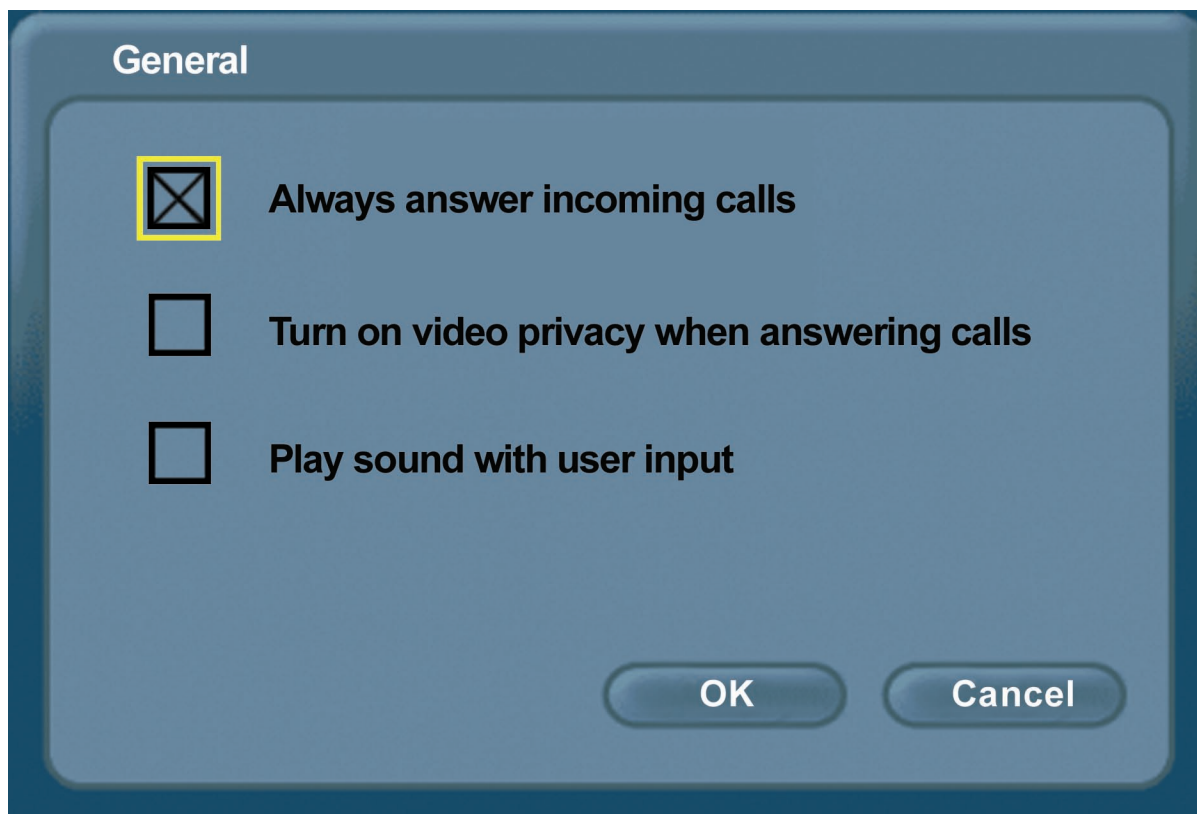 General
Always answer incoming calls
Turn on video privacy when answering calls
Play sound with user input
OK Cancel